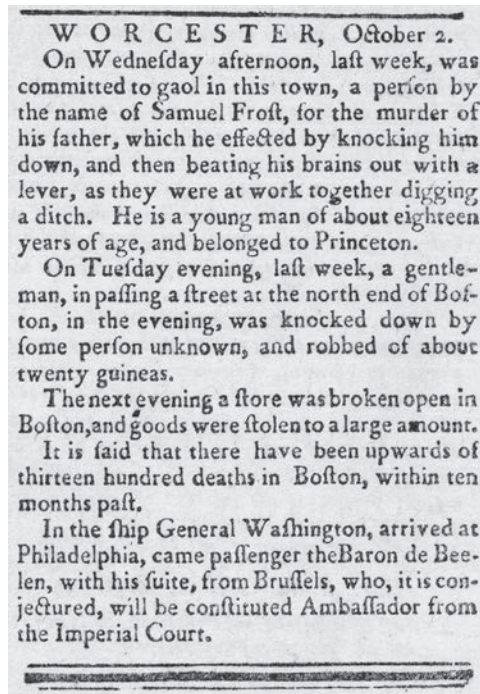 WORCESTER, October 2.
On Wedneſday afternoon, laſt week, was
committed to gaol in this town, a perſon by
the name of Samuel Froſt, for the murder of
his father, which he effected by knocking him
down, and then beating his brains out with a
lever, as they were at work together digging
a ditch. He is a young man of about eighteen
years of age, and belonged to Princeton.
On Tueſday evening, laſt week, a gentle-
man, in paſſing a ſtreet at the north end of Boſ-
ton, in the evening, was knocked down by
ſome perſon unknown, and robbed of about
twenty guineas.
The next evening a ſtore was broken open in
Boſton, and goods were ſtolen to a large amount.
It is ſaid that there have been upwards of
thirteen hundred deaths in Boſton, within ten
months paſt.
In the ſhip General Waſhington, arrived at
Philadelphia, came paſſenger the Baron de Bee-
len, with his ſuite, from Bruſſels, who, it is con-
jectured, will be conſtituted Ambaſſador from
the Imperial Court.